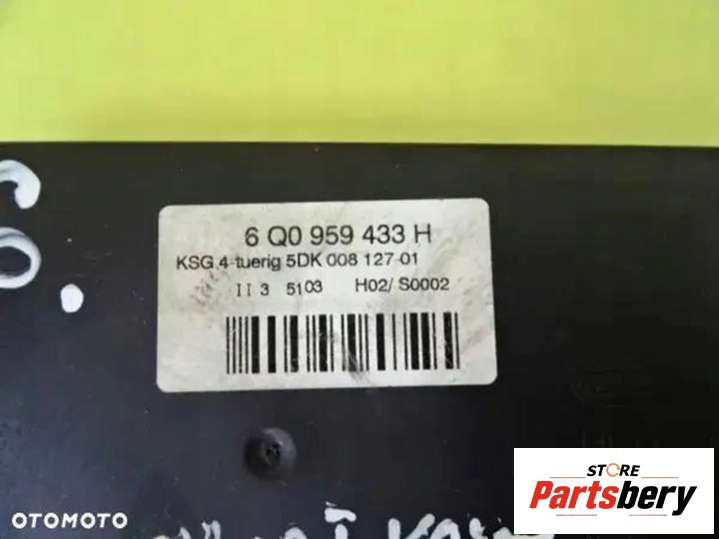 6 Q0 959 433 H
KSG 4-tuerig 5DK 008 127-01
II 3 5103 H02/ S0002
OTOMOTO
STORE
Partsbery